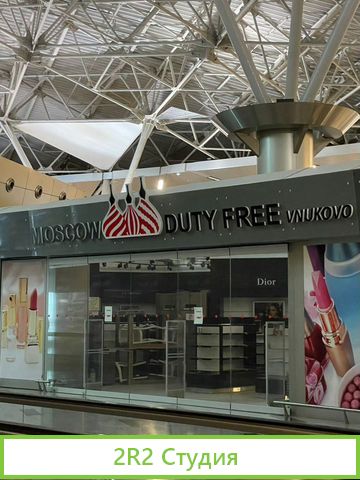 MOSCOW DUTY FREE VNUKOVO
Dior
2R2 Студия